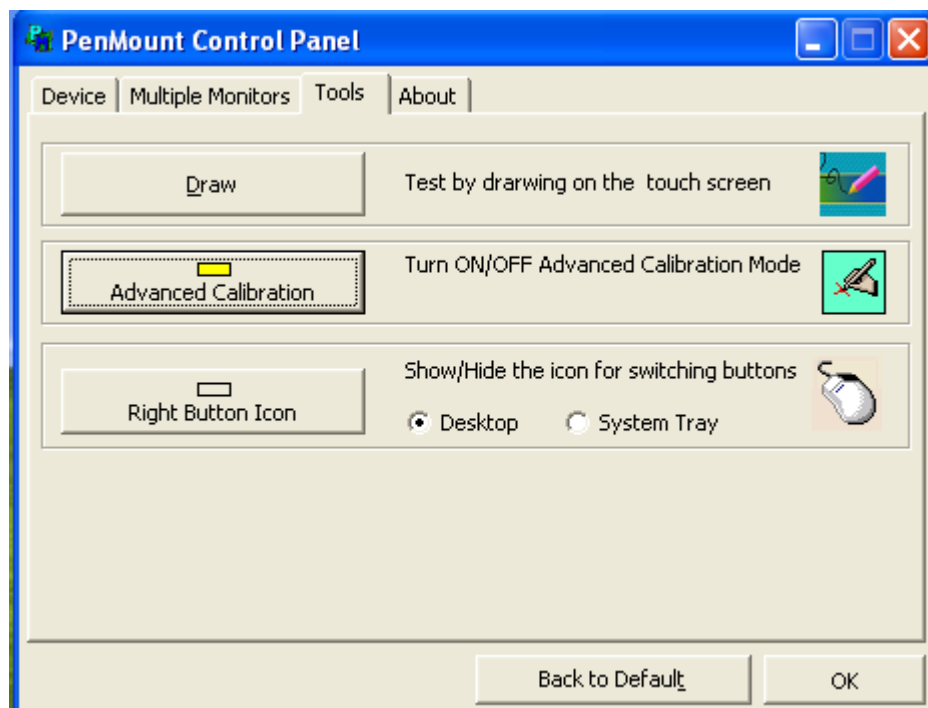 PenMount Control Panel
Device Multiple Monitors Tools About
Draw Test by drarwing on the touch screen
Advanced Calibration Turn ON/OFF Advanced Calibration Mode
Right Button Icon Show/Hide the icon for switching buttons
Desktop System Tray
Back to Default OK